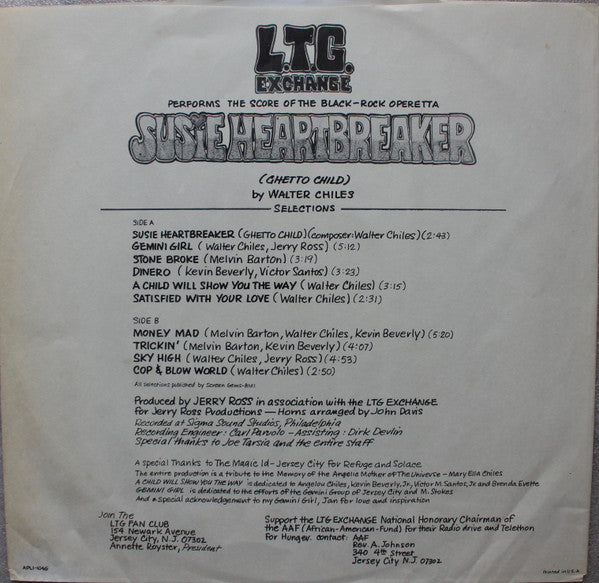 L.T.G.
EXCHANGE
PERFORMS THE SCORE OF THE BLACK-ROCK OPERETTA
SUSIE HEARTBREAKER
(GHETTO CHILD)
by WALTER CHILES
SELECTIONS
SIDE A
SUSIE HEARTBREAKER (GHETTO CHILD) (composer: Walter Chiles) (2:43)
GEMINI GIRL (Walter Chiles, Jerry Ross) (5:12)
STONE BROKE (Melvin Barton) (3:19)
DINERO (Kevin Beverly, Victor Santos) (3:23)
A CHILD WILL SHOW YOU THE WAY (Walter Chiles) (3:15)
SATISFIED WITH YOUR LOVE (Walter Chiles) (2:31)
SIDE B
MONEY MAD (Melvin Barton, Walter Chiles, Kevin Beverly) (5:20)
TRICKIN' (Melvin Barton, Kevin Beverly) (4:07)
SKY HIGH (Walter Chiles, Jerry Ross) (4:53)
COP & BLOW WORLD (Walter Chiles) (2:50)
All selections published by Screen Gems-BMI
Produced by JERRY ROSS in association with the LTG EXCHANGE
for Jerry Ross Productions — Horns arranged by John Davis
Recorded at Sigma Sound Studios, Philadelphia
Recording Engineer: Carl Paruolo - Assisting: Dirk Devlin
Special thanks to Joe Tarsia and the entire staff
A special Thanks to The Magic Id - Jersey City for Refuge and Solace.
The entire production is a tribute to the Memory of the Angelic Mother of The Universe - Mary Ella Chiles
A CHILD WILL SHOW YOU THE WAY is dedicated to Angelou Chiles, Kevin Beverly, Jr, Victor M. Santos, Jr. and Brenda Evette
GEMINI GIRL is dedicated to the efforts of the Gemini Group of Jersey City and M. Stokes
And a special acknowledgement to my Gemini Girl, Jain for love and inspiration
Join The
LTG FAN CLUB
154 Newark Avenue
Jersey City, N.J. 07302
Annette Royster, President
Support the LTG EXCHANGE National Honorary Chairman of
the AAF (African-American-Fund) for their Radio drive and Telethon
for Hunger. contact: AAF
Rev. A. Johnson
340 4th Street
Jersey City, N.J. 07302
APL1-1046
Printed in U.S.A.